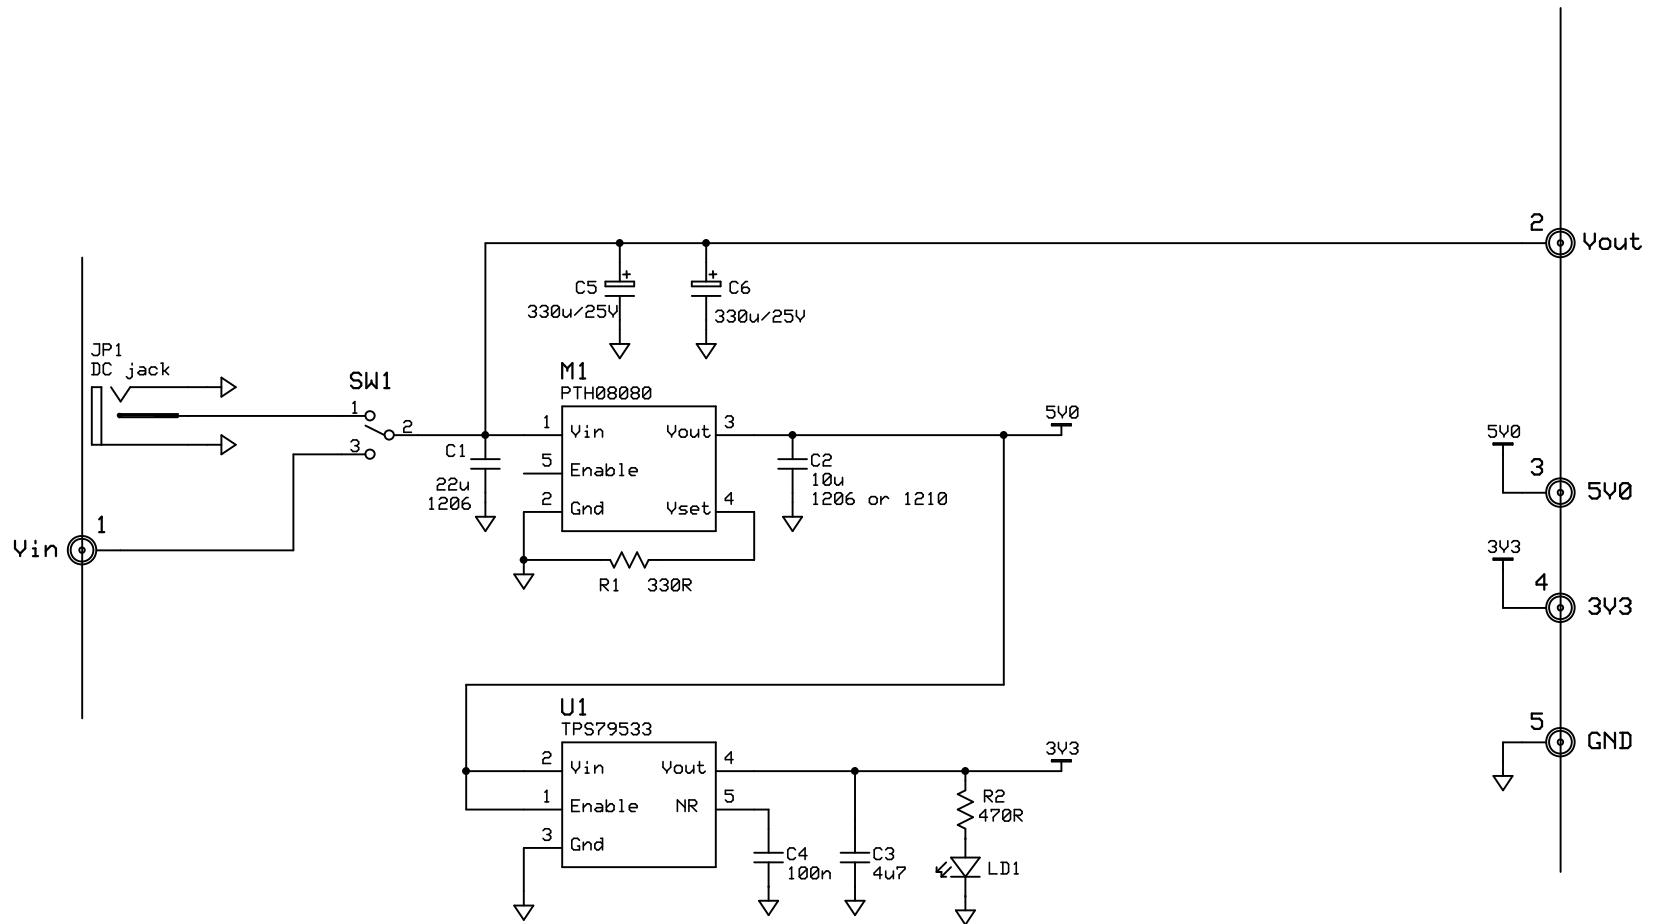 2
Vout
C5
330u/25V
+
+
C6
330u/25V
JP1
DC jack
SW1
1
2
3
M1
PTH08080
1
Vin
Vout
3
5
Enable
2
Gnd
Vset
4
C1
22u
1206
C2
10u
1206 or 1210
5V0
R1 330R
1
Vin
5V0
3
5V0
3V3
4
3V3
5
GND
U1
TPS79533
2
Vin
Vout
4
1
Enable
NR
5
3
Gnd
3V3
C4
100n
C3
4u7
R2
470R
LD1